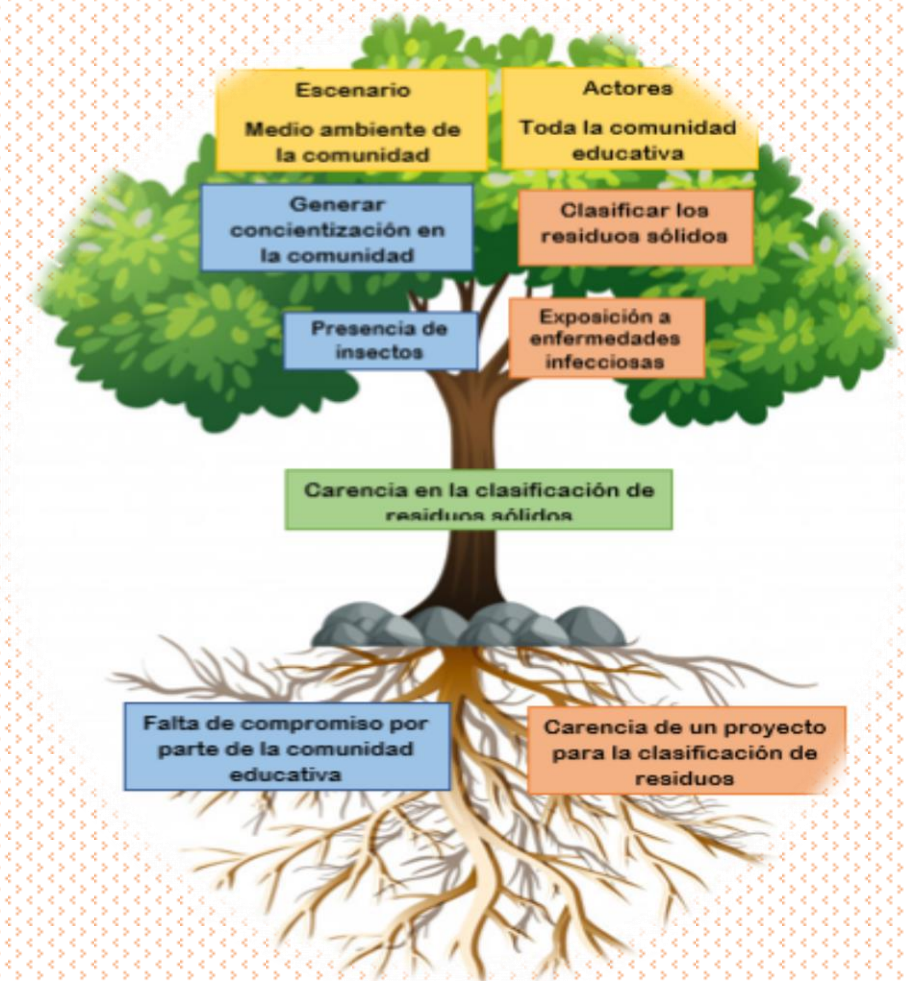 Escenario
Medio ambiente de
la comunidad
Actores
Toda la comunidad
educativa
Generar
concientización en
la comunidad
Clasificar los
residuos sólidos
Presencia de
insectos
Exposición a
enfermedades
infecciosas
Carencia en la clasificación de
residuos sólidos
Falta de compromiso por
parte de la comunidad
educativa
Carencia de un proyecto
para la clasificación de
residuos